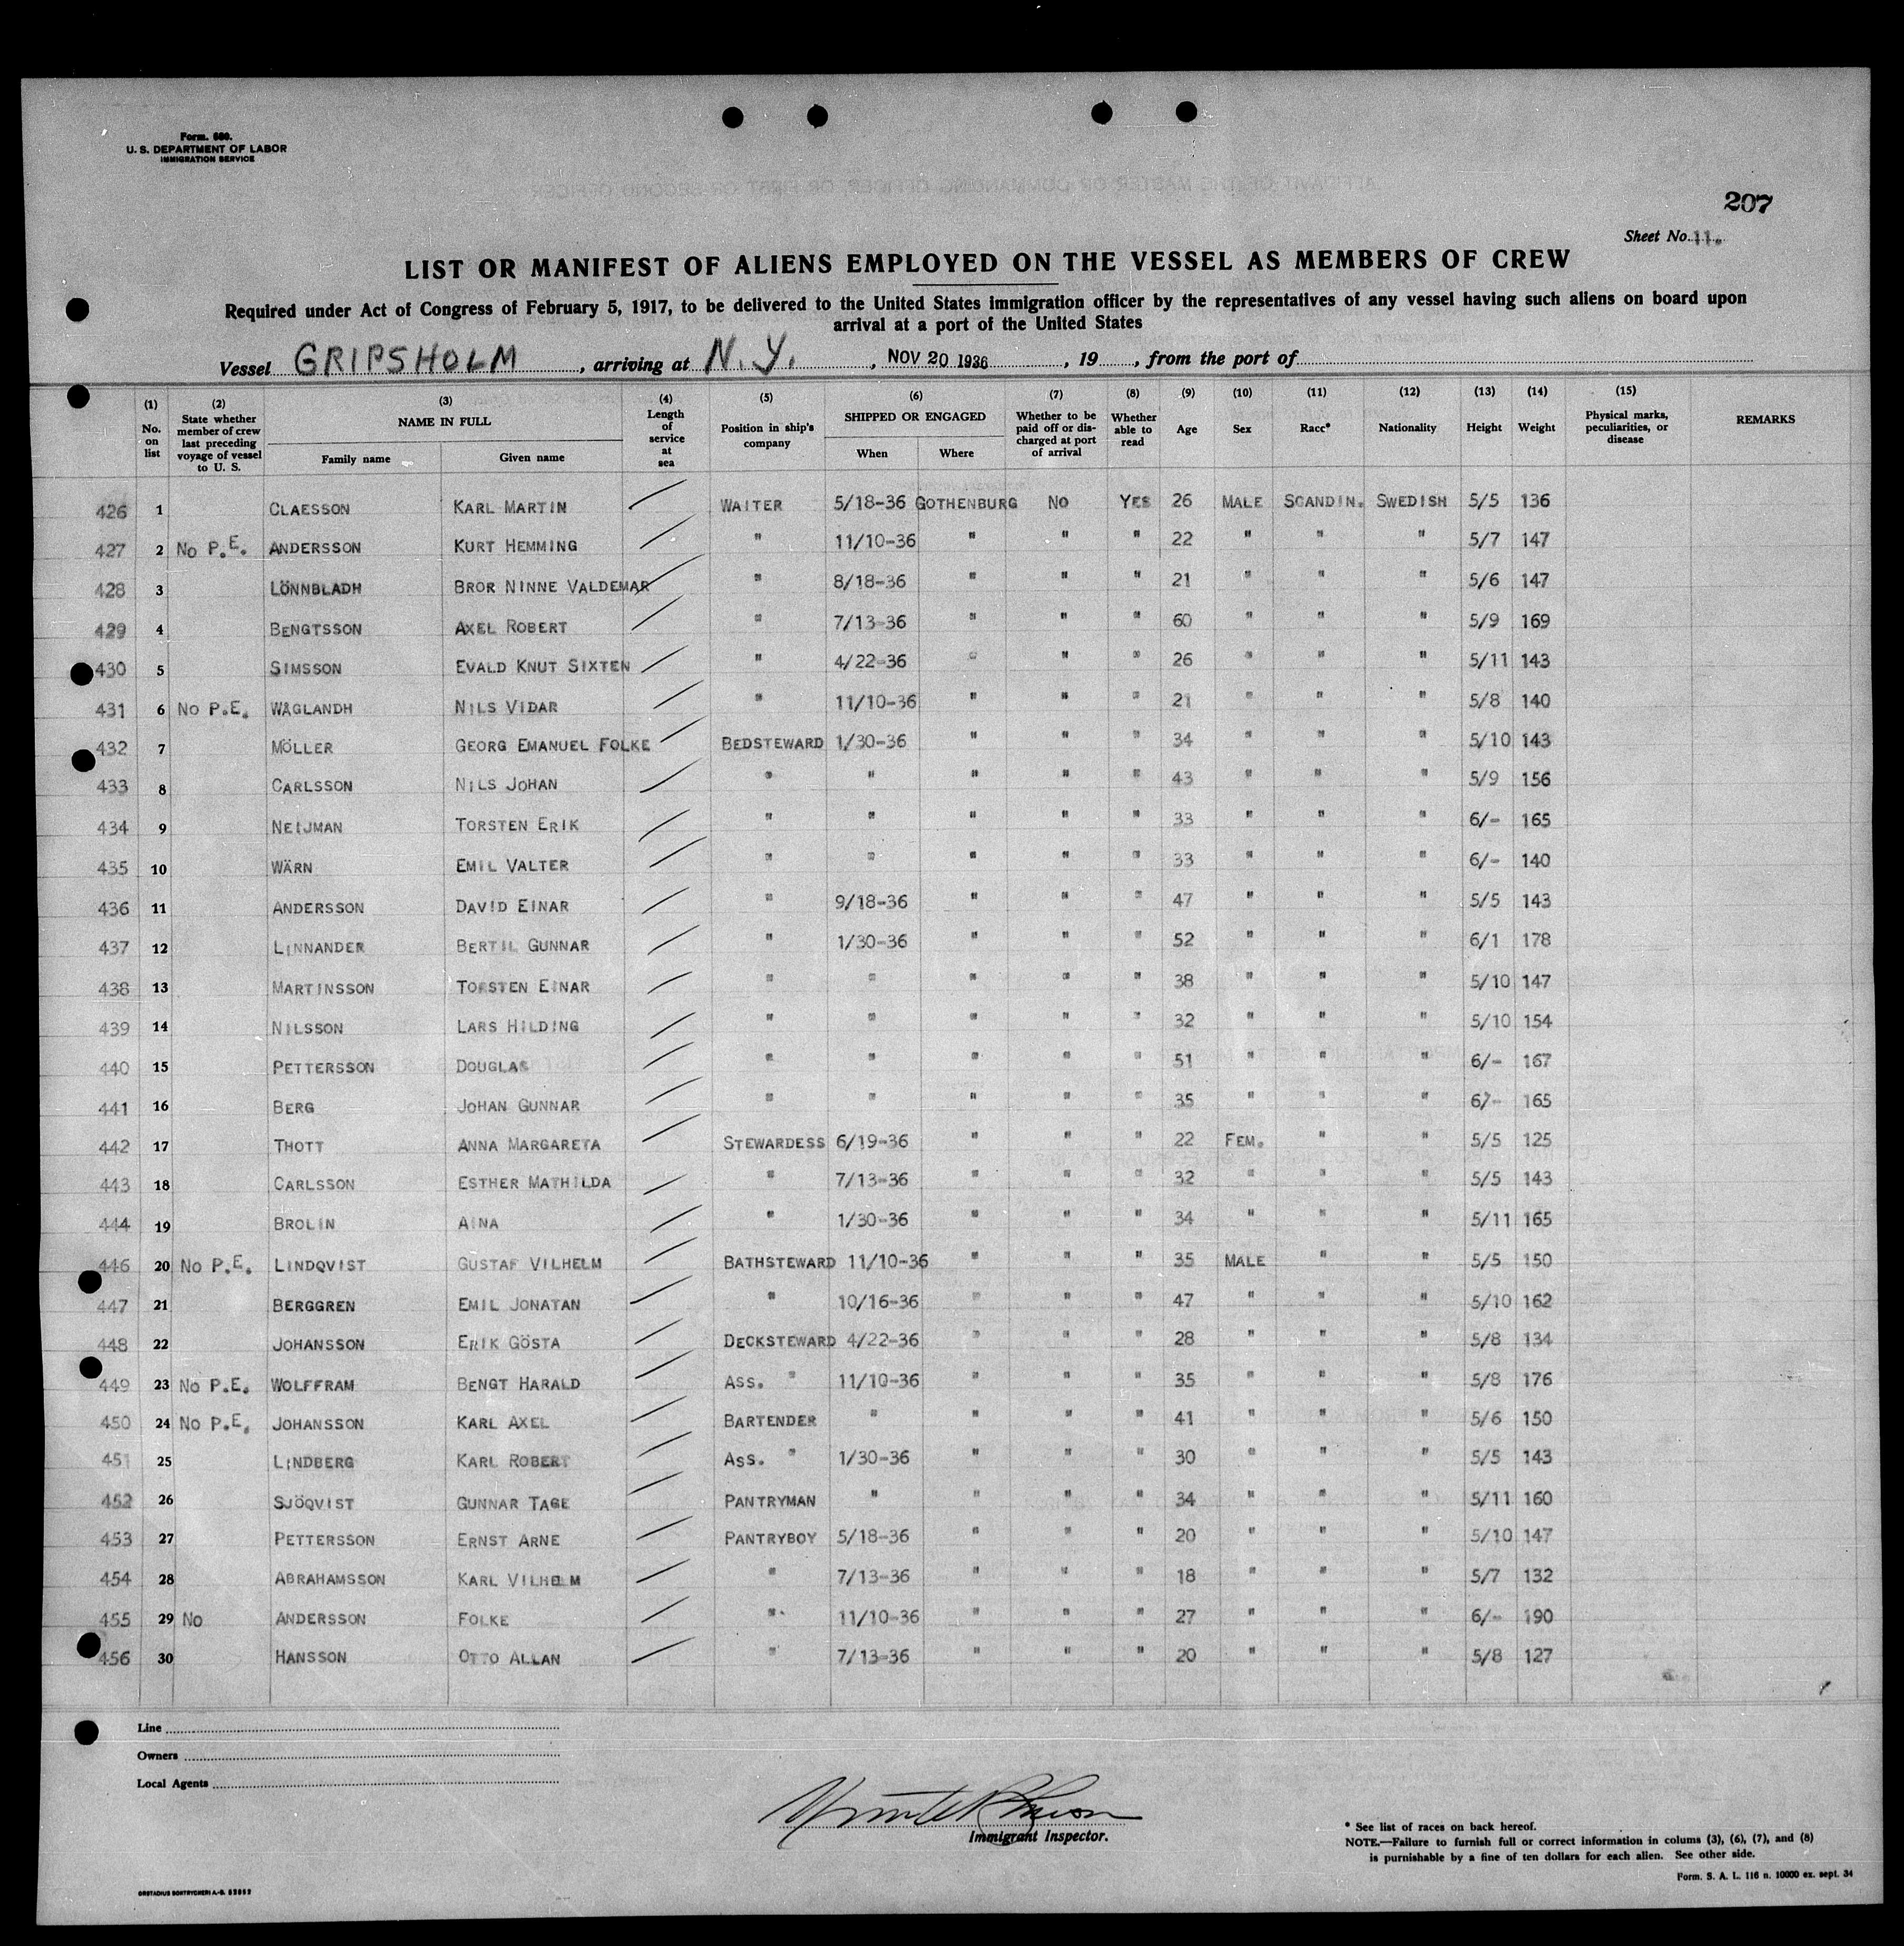 Form. 689.
U. S. DEPARTMENT OF LABOR
IMMIGRATION SERVICE
207
Sheet No. 11.
LIST OR MANIFEST OF ALIENS EMPLOYED ON THE VESSEL AS MEMBERS OF CREW
Required under Act of Congress of February 5, 1917, to be delivered to the United States immigration officer by the representatives of any vessel having such aliens on board upon
arrival at a port of the United States
Vessel GRIPSHOLM, arriving at N.Y., NOV 20 1936, 19, from the port of
(1) No. on list (2) State whether member of crew last preceding voyage of vessel to U. S. (3) NAME IN FULL Family name Given name (4) Length of service at sea (5) Position in ship's company (6) SHIPPED OR ENGAGED When Where (7) Whether to be paid off or discharged at port of arrival (8) Whether able to read (9) Age (10) Sex (11) Race* (12) Nationality (13) Height (14) Weight (15) Physical marks, peculiarities, or disease REMARKS
426 1 CLAESSON KARL MARTIN WAITER 5/18-36 GOTHENBURG NO YES 26 MALE SCANDIN. SWEDISH 5/5 136
427 2 NO P.E. ANDERSSON KURT HEMMING " 11/10-36 " " " 22 " " " 5/7 147
428 3 LÖNNBLADH BROR NINNE VALDEMAR " 8/18-36 " " " 21 " " " 5/6 147
429 4 BENGTSSON AXEL ROBERT " 7/13-36 " " " 60 " " " 5/9 169
430 5 SIMSSON EVALD KNUT SIXTEN " 4/22-36 " " " 26 " " " 5/11 143
431 6 NO P.E. WÅGLANDH NILS VIDAR " 11/10-36 " " " 21 " " " 5/8 140
432 7 MÖLLER GEORG EMANUEL FOLKE BEDSTEWARD 1/30-36 " " " 34 " " " 5/10 143
433 8 CARLSSON NILS JOHAN " " " " " 43 " " " 5/9 156
434 9 NEIJMAN TORSTEN ERIK " " " " " 33 " " " 6/- 165
435 10 WÄRN EMIL VALTER " " " " " 33 " " " 6/- 140
436 11 ANDERSSON DAVID EINAR " 9/18-36 " " " 47 " " " 5/5 143
437 12 LINNANDER BERTIL GUNNAR " 1/30-36 " " " 52 " " " 6/1 178
438 13 MARTINSSON TORSTEN EINAR " " " " " 38 " " " 5/10 147
439 14 NILSSON LARS HILDING " " " " " 32 " " " 5/10 154
440 15 PETTERSSON DOUGLAS " " " " " 51 " " " 6/- 167
441 16 BERG JOHAN GUNNAR " " " " " 35 " " " 6/- 165
442 17 THOTT ANNA MARGARETA STEWARDESS 6/19-36 " " " 22 FEM. " " 5/5 125
443 18 CARLSSON ESTHER MATHILDA " 7/13-36 " " " 32 " " " 5/5 143
444 19 BROLIN AINA " 1/30-36 " " " 34 " " " 5/11 165
446 20 NO P.E. LINDQVIST GUSTAF VILHELM BATHSTEWARD 11/10-36 " " " 35 MALE " " 5/5 150
447 21 BERGGREN EMIL JONATAN " 10/16-36 " " " 47 " " " 5/10 162
448 22 JOHANSSON ERIK GÖSTA DECKSTEWARD 4/22-36 " " " 28 " " " 5/8 134
449 23 NO P.E. WOLFFRAM BENGT HARALD ASS. " 11/10-36 " " " 35 " " " 5/8 176
450 24 NO P.E. JOHANSSON KARL AXEL BARTENDER " " " " 41 " " " 5/6 150
451 25 LINDBERG KARL ROBERT ASS. " 1/30-36 " " " 30 " " " 5/5 143
452 26 SJÖQVIST GUNNAR TAGE PANTRYMAN " " " " 34 " " " 5/11 160
453 27 PETTERSSON ERNST ARNE PANTRYBOY 5/18-36 " " " 20 " " " 5/10 147
454 28 ABRAHAMSSON KARL VILHELM " 7/13-36 " " " 18 " " " 5/7 132
455 29 NO ANDERSSON FOLKE " 11/10-36 " " " 27 " " " 6/- 190
456 30 HANSSON OTTO ALLAN " 7/13-36 " " " 20 " " " 5/8 127
Line
Owners
Local Agents
Immigrant Inspector.
* See list of races on back hereof.
NOTE.—Failure to furnish full or correct information in colums (3), (6), (7), and (8)
is purnishable by a fine of ten dollars for each alien. See other side.
Form. S. A. L. 116 n. 10000 ex. sept. 34